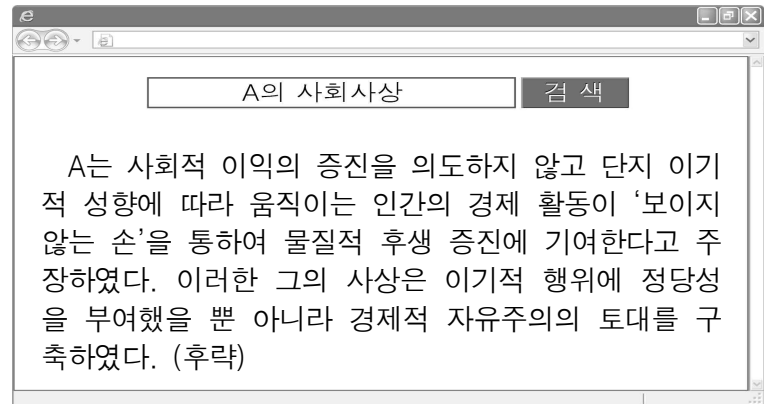 A의 사회사상
검 색
A는 사회적 이익의 증진을 의도하지 않고 단지 이기
적 성향에 따라 움직이는 인간의 경제 활동이 ‘보이지
않는 손’을 통하여 물질적 후생 증진에 기여한다고 주
장하였다. 이러한 그의 사상은 이기적 행위에 정당성
을 부여했을 뿐 아니라 경제적 자유주의의 토대를 구
축하였다. (후략)